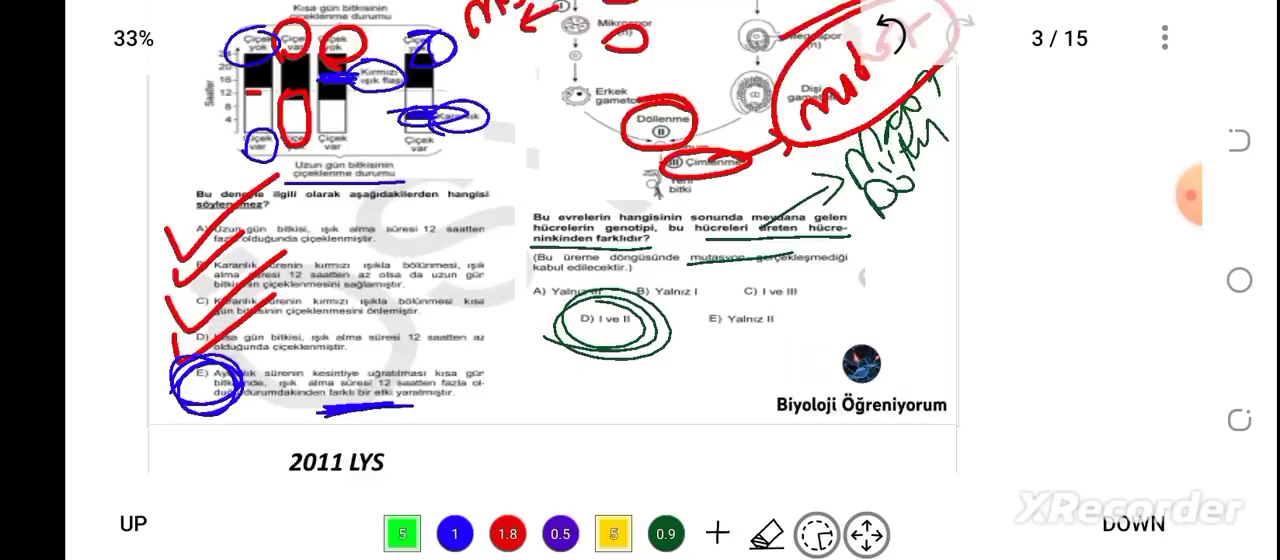 33%
3 / 15
Kısa gün bitkisinin
çiçeklenme durumu
Çiçek yok
Çiçek
Çiçek yok
24
20
16
12
8
4
Saatler
Kırmızı
ışık flaşı
Karanlık
Çiçek var
Çiçek var
Çiçek var
Uzun gün bitkisinin
çiçeklenme durumu
Bu deneyle ilgili olarak aşağıdakilerden hangisi
söylenemez?
A) Uzun gün bitkisi, ışık alma süresi 12 saatten
fazla olduğunda çiçeklenmiştir.
Karanlık sürenin kırmızı ışıkla bölünmesi, ışık
alma süresi 12 saatten az olsa da uzun gün
bitkisinin çiçeklenmesini sağlamıştır.
C) Karanlık sürenin kırmızı ışıkla bölünmesi kısa
gün bitkisinin çiçeklenmesini önlemiştir.
D) Kısa gün bitkisi, ışık alma süresi 12 saatten az
olduğunda çiçeklenmiştir.
E) Aydınlık sürenin kesintiye uğratılması kısa gün
bitkisinde, ışık alma süresi 12 saatten fazla ol-
duğu durumdakinden farklı bir etki yaratmıştır.
I
Mikrospor
(n)
Megaspor
(n)
Erkek
gametofit
Dişi
Döllenme
II
III Çimlenme
Yeni
bitki
Bu evrelerin hangisinin sonunda meydana gelen
hücrelerin genotipi, bu hücreleri üreten hücre-
ninkinden farklıdır?
(Bu üreme döngüsünde mutasyon gerçekleşmediği
kabul edilecektir.)
A) Yalnız III B) Yalnız I C) I ve III
D) I ve II E) Yalnız II
Biyoloji Öğreniyorum
2011 LYS
XRecorder
UP
5
1
1.8
0.5
5
0.9
DOWN